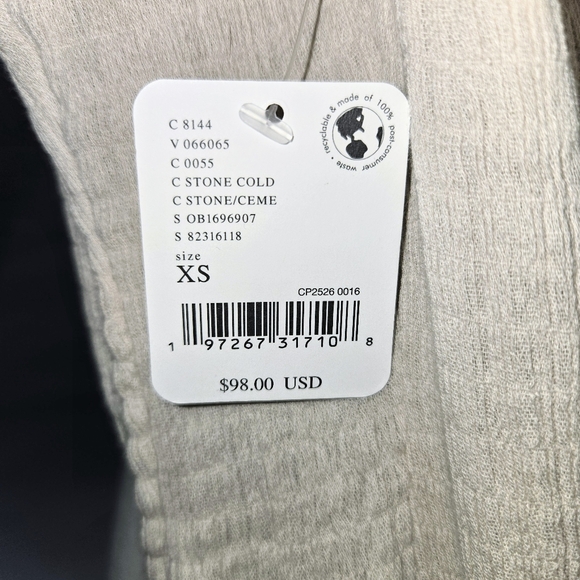 C 8144
V 066065
C 0055
C STONE COLD
C STONE/CEME
S OB1696907
S 82316118
size
XS
recyclable & made of 100% post-consumer waste •
CP2526 0016
1 97267 31710 8
$98.00 USD